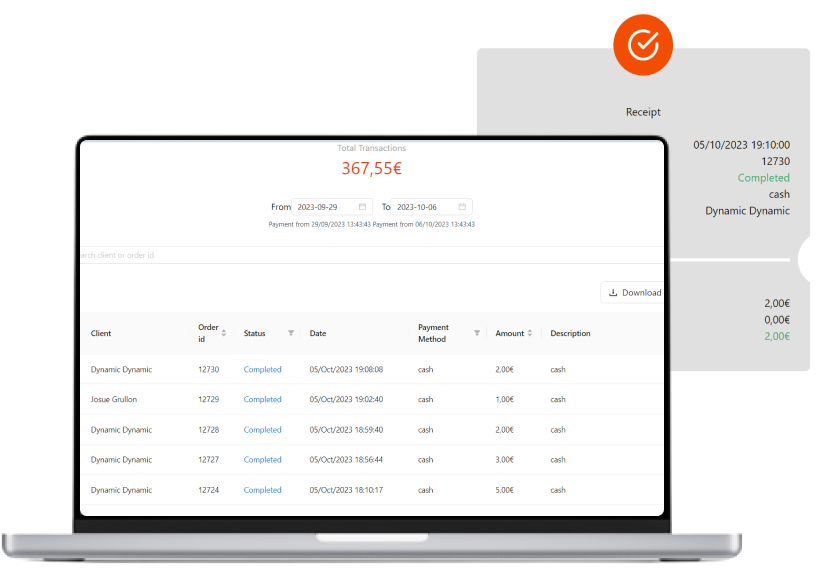 Receipt
05/10/2023 19:10:00
12730
Completed
cash
Dynamic Dynamic
2,00€
0,00€
2,00€
Total Transactions
367,55€
From 2023-09-29 To 2023-10-06
Payment from 29/09/2023 13:43:43 Payment from 06/10/2023 13:43:43
arch client or order id
Download
Client Order id Status Date Payment Method Amount Description
Dynamic Dynamic 12730 Completed 05/Oct/2023 19:08:08 cash 2,00€ cash
Josue Grullon 12729 Completed 05/Oct/2023 19:02:40 cash 1,00€ cash
Dynamic Dynamic 12728 Completed 05/Oct/2023 18:59:40 cash 2,00€ cash
Dynamic Dynamic 12727 Completed 05/Oct/2023 18:56:44 cash 3,00€ cash
Dynamic Dynamic 12724 Completed 05/Oct/2023 18:10:17 cash 5,00€ cash